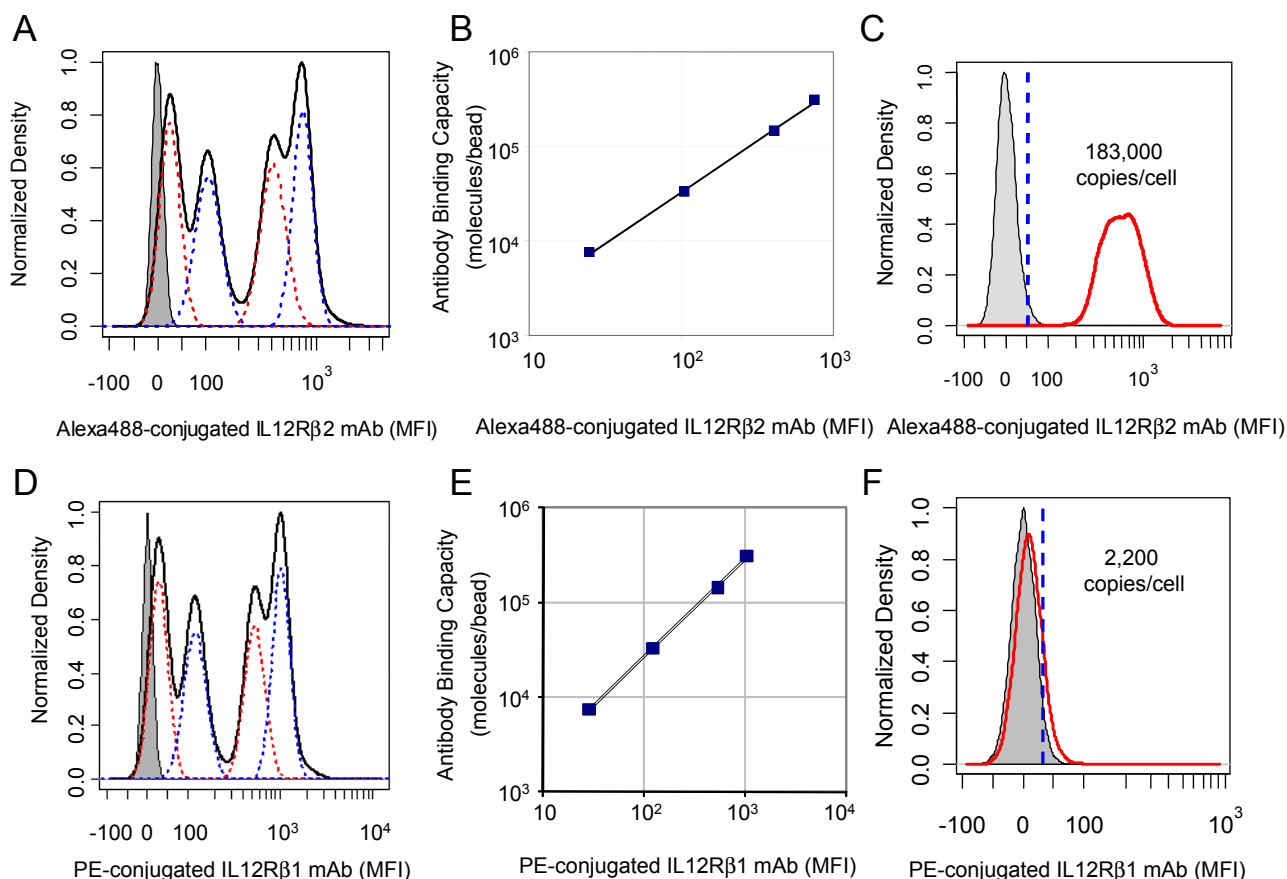 A
Normalized Density
0.0 0.2 0.4 0.6 0.8 1.0
-100 0 100 10³
Alexa488-conjugated IL12Rβ2 mAb (MFI)
B
Antibody Binding Capacity
(molecules/bead)
10⁶
10⁵
10⁴
10³
10 10² 10³
Alexa488-conjugated IL12Rβ2 mAb (MFI)
C
Normalized Density
0.0 0.2 0.4 0.6 0.8 1.0
183,000
copies/cell
-100 0 100 10³
Alexa488-conjugated IL12Rβ2 mAb (MFI)
D
Normalized Density
0.0 0.2 0.4 0.6 0.8 1.0
-100 0 100 10³ 10⁴
PE-conjugated IL12Rβ1 mAb (MFI)
E
Antibody Binding Capacity
(molecules/bead)
10⁶
10⁵
10⁴
10³
10 10² 10³ 10⁴
PE-conjugated IL12Rβ1 mAb (MFI)
F
Normalized Density
0.0 0.2 0.4 0.6 0.8 1.0
2,200
copies/cell
-100 0 100 10³
PE-conjugated IL12Rβ1 mAb (MFI)